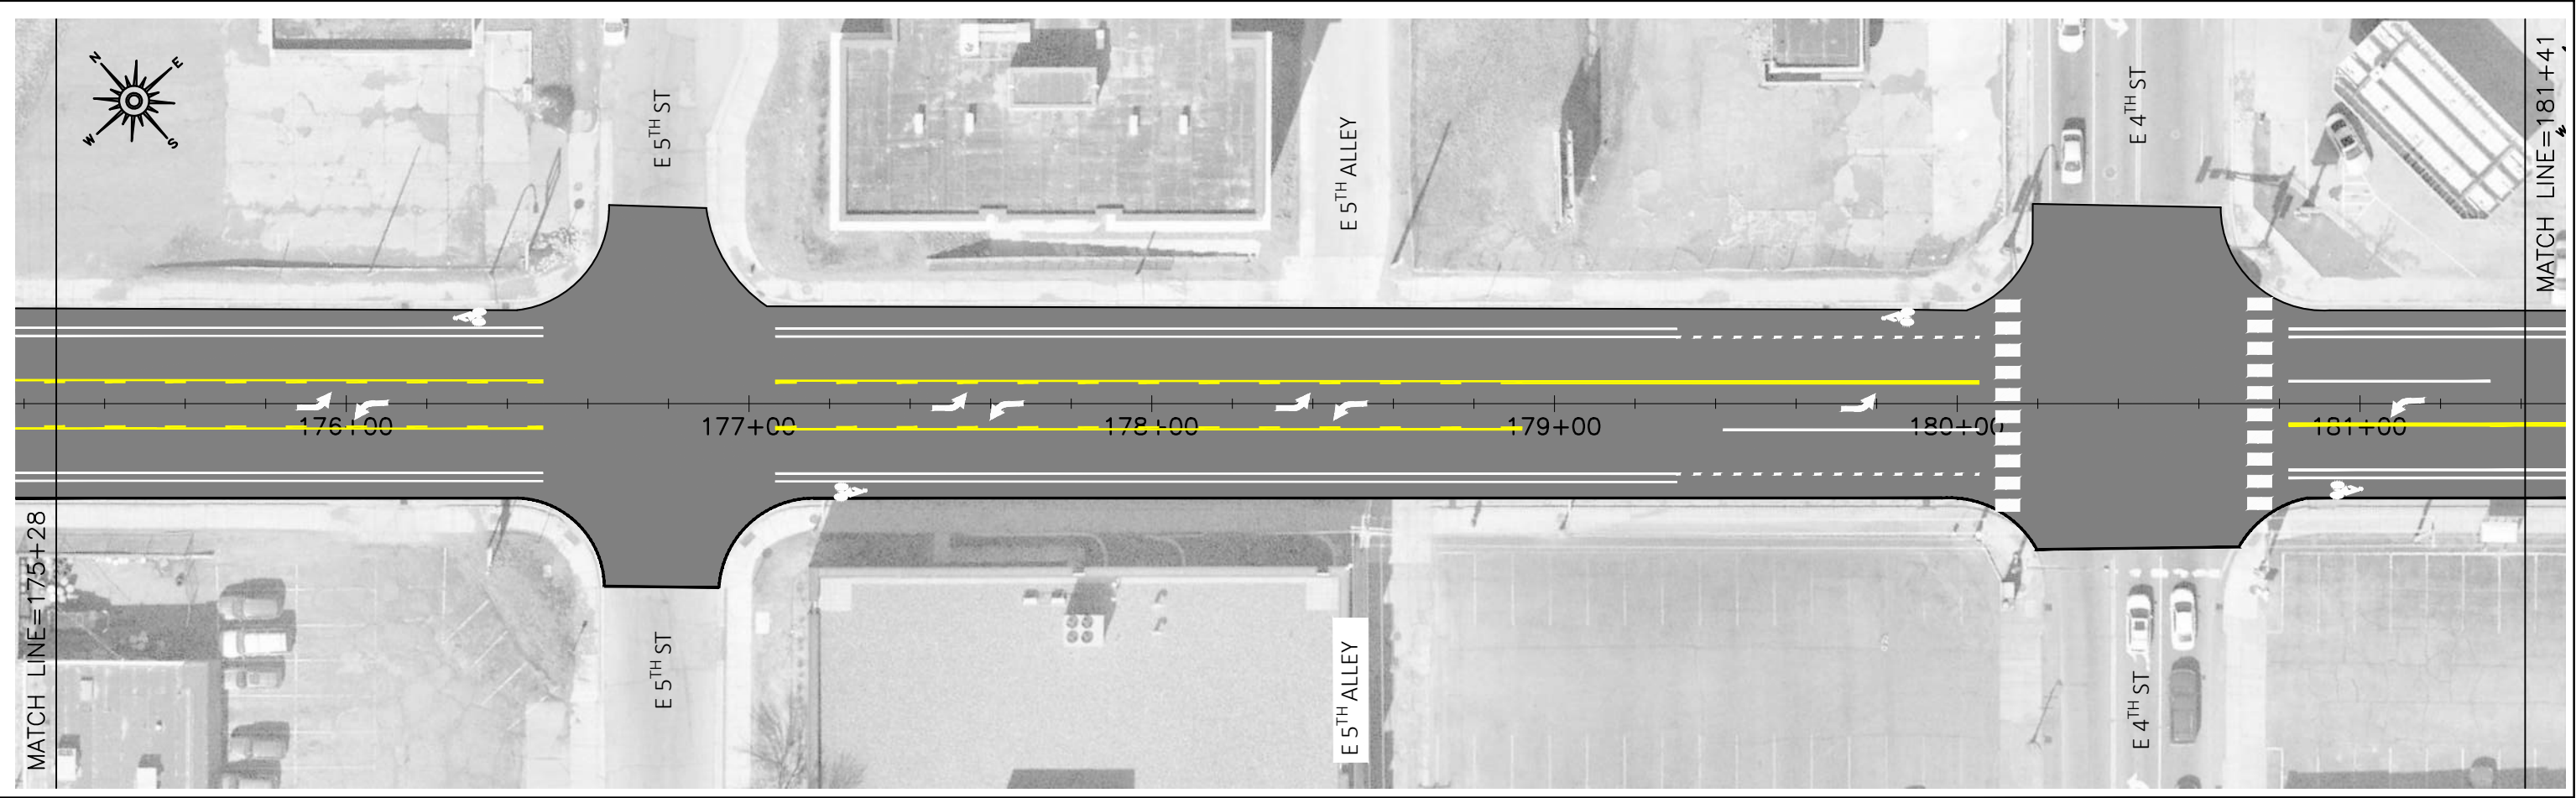 N
E
W
S
E 5TH ST
E 5TH ALLEY
E 4TH ST
MATCH LINE=181+41
176+00
177+00
178+00
179+00
180+00
181+00
MATCH LINE=175+28
E 5TH ST
E 5TH ALLEY
E 4TH ST